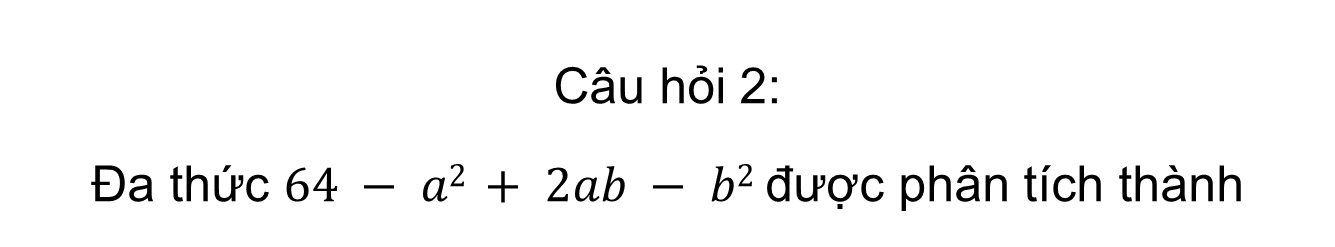 Câu hỏi 2:
Đa thức 64 − a² + 2ab − b² được phân tích thành